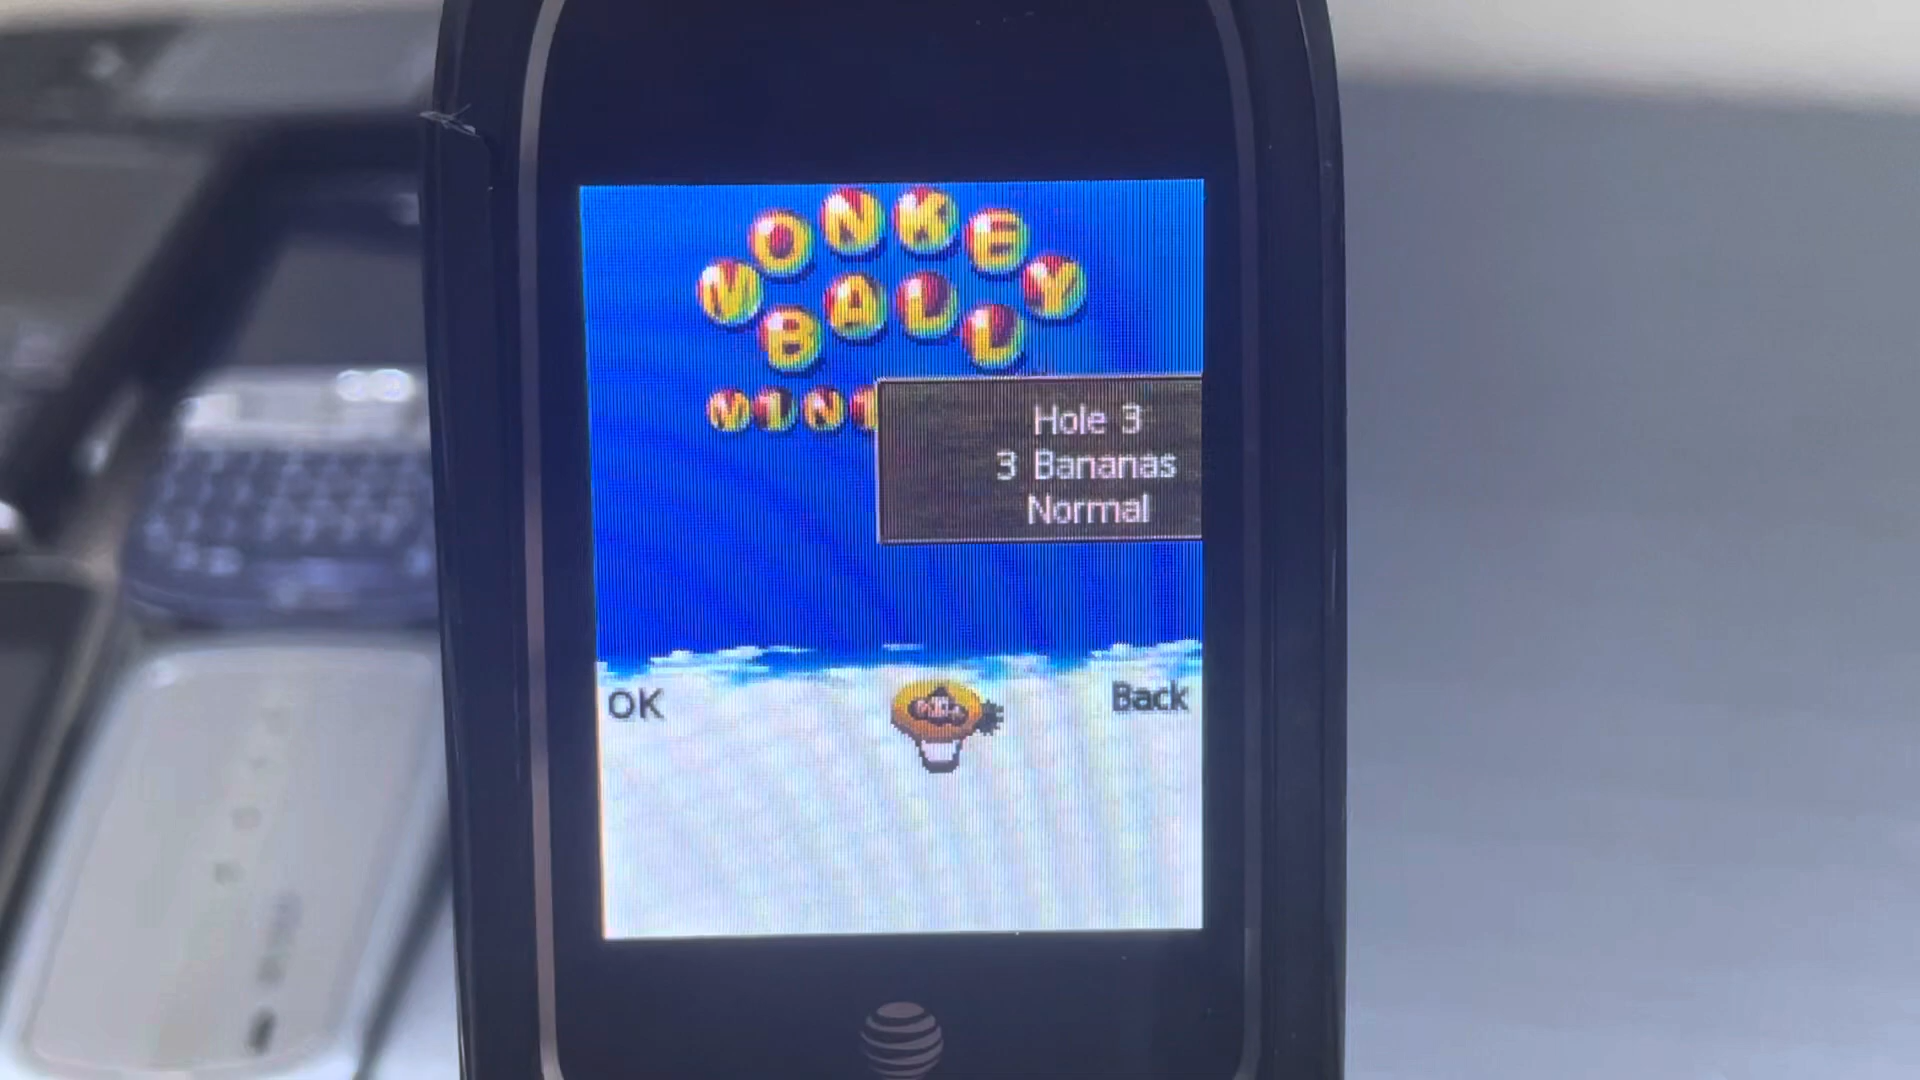 MONKEY
BALL
MINI
Hole 3
3 Bananas
Normal
OK
Back